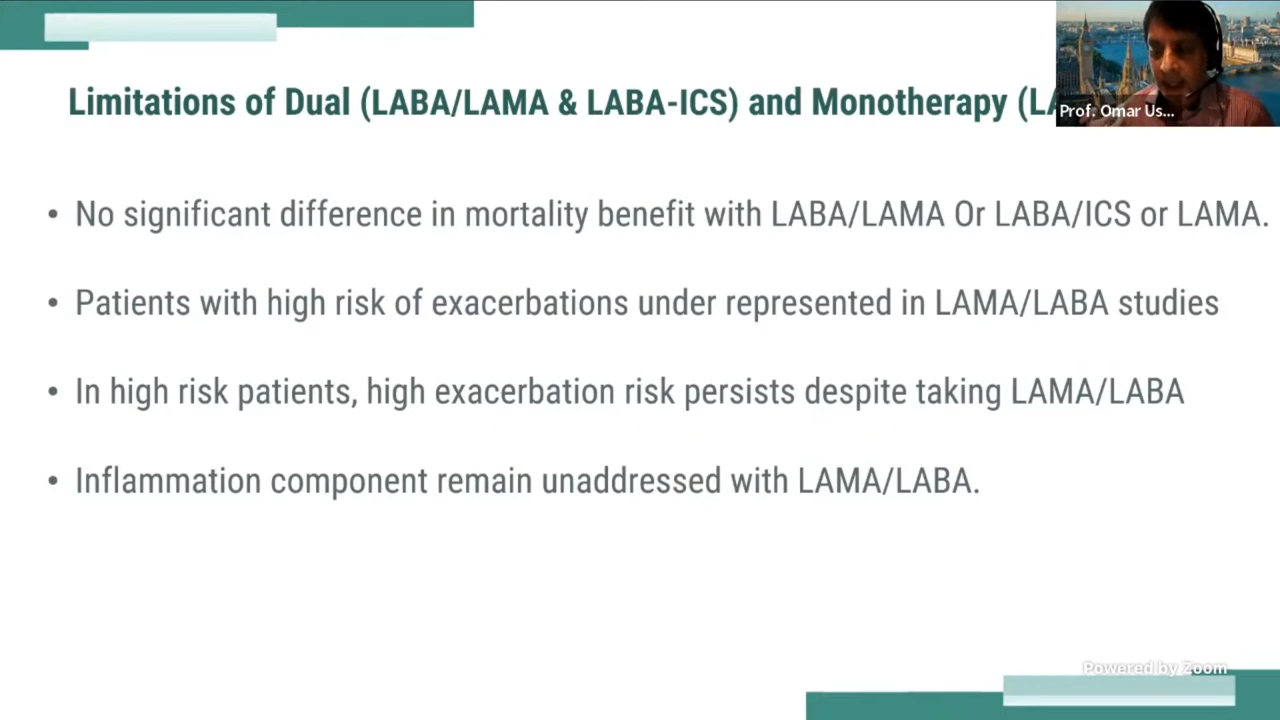 Limitations of Dual (LABA/LAMA & LABA-ICS) and Monotherapy
Prof. Omar Us...
• No significant difference in mortality benefit with LABA/LAMA Or LABA/ICS or LAMA.
• Patients with high risk of exacerbations under represented in LAMA/LABA studies
• In high risk patients, high exacerbation risk persists despite taking LAMA/LABA
• Inflammation component remain unaddressed with LAMA/LABA.
Powered by Zoom